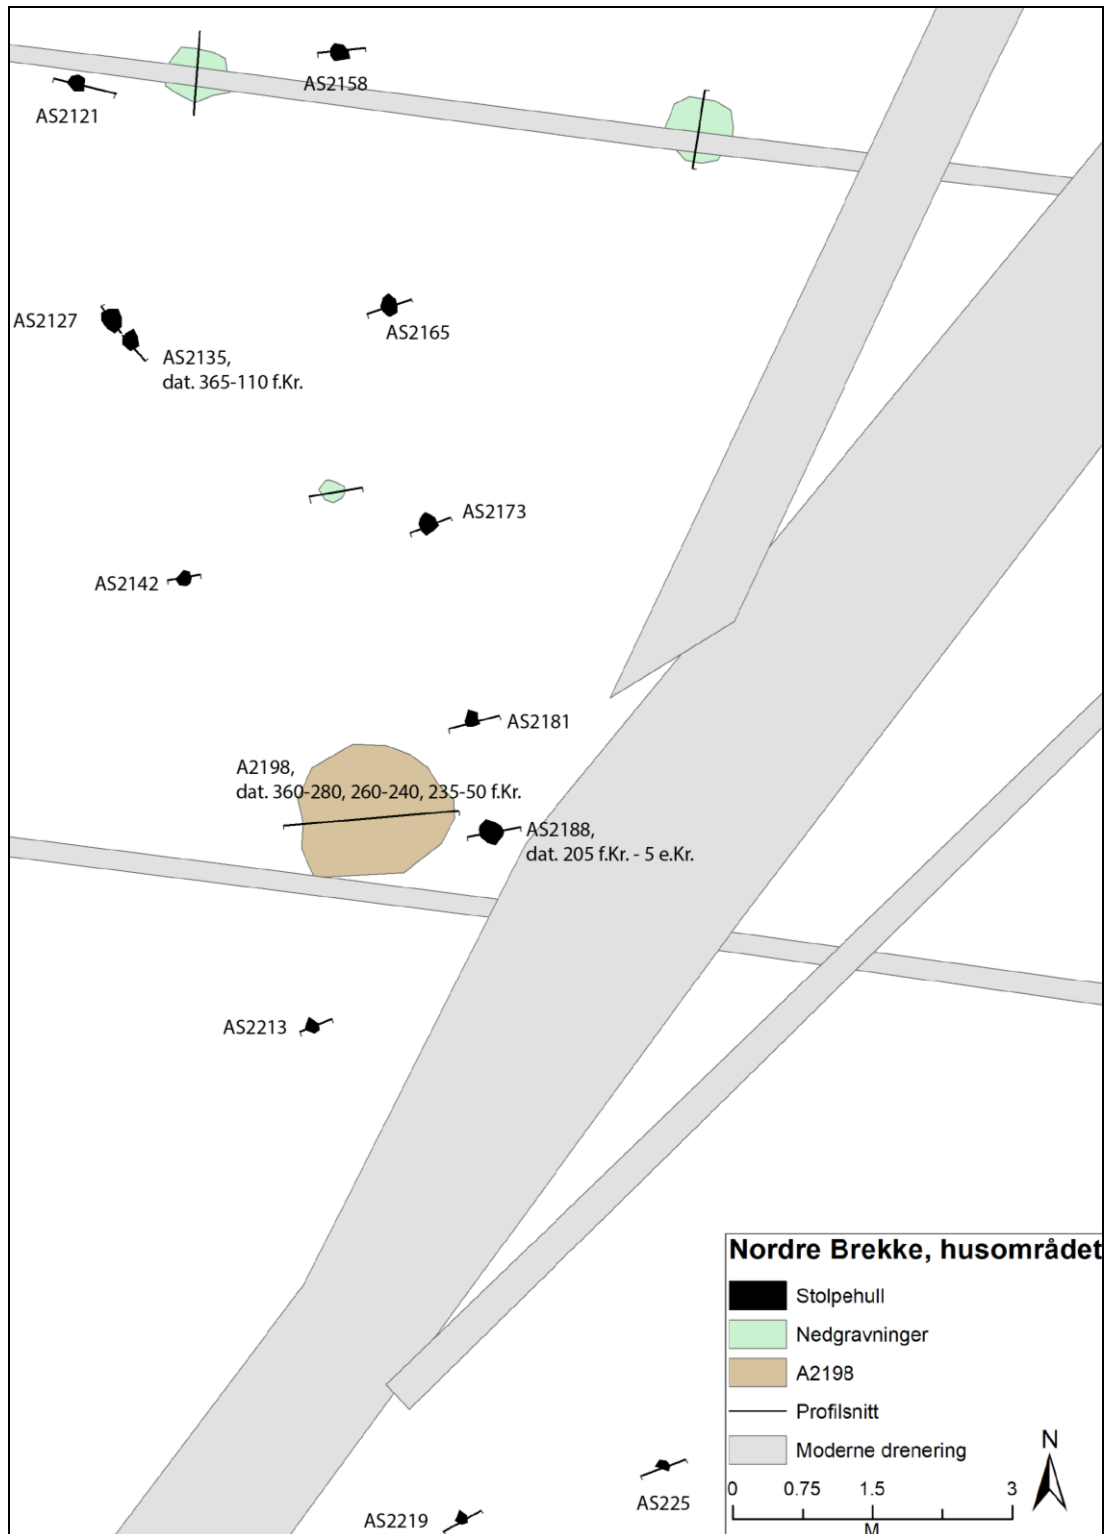 AS2158
AS2121
AS2127
AS2165
AS2135,
dat. 365-110 f.Kr.
AS2173
AS2142
AS2181
A2198,
dat. 360-280, 260-240, 235-50 f.Kr.
AS2188,
dat. 205 f.Kr. - 5 e.Kr.
AS2213
Nordre Brekke, husområdet
Stolpehull
Nedgravninger
A2198
Profilsnitt
Moderne drenering
N
0 0.75 1.5 3
M
AS225
AS2219